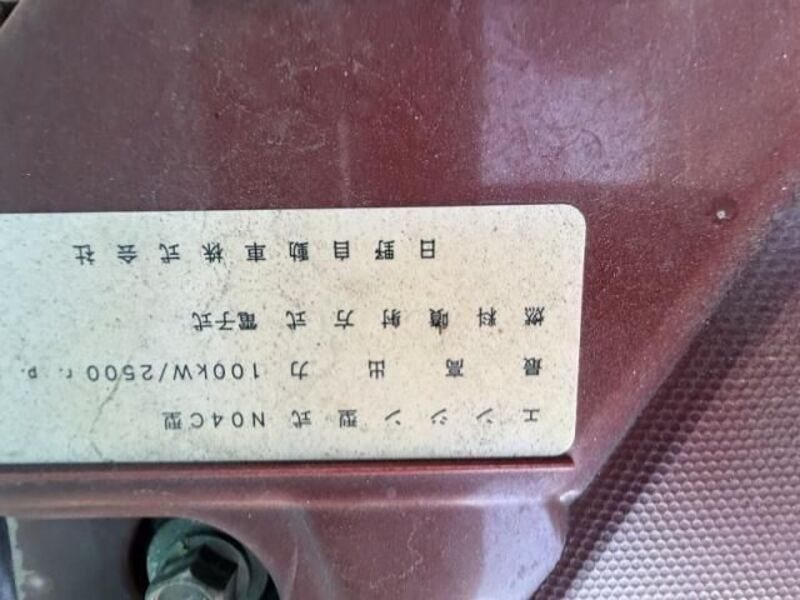 エンジン型式 N04C型
最高出力 100kW/2500r.p.
燃料噴射方式 電子式
日野自動車株式会社